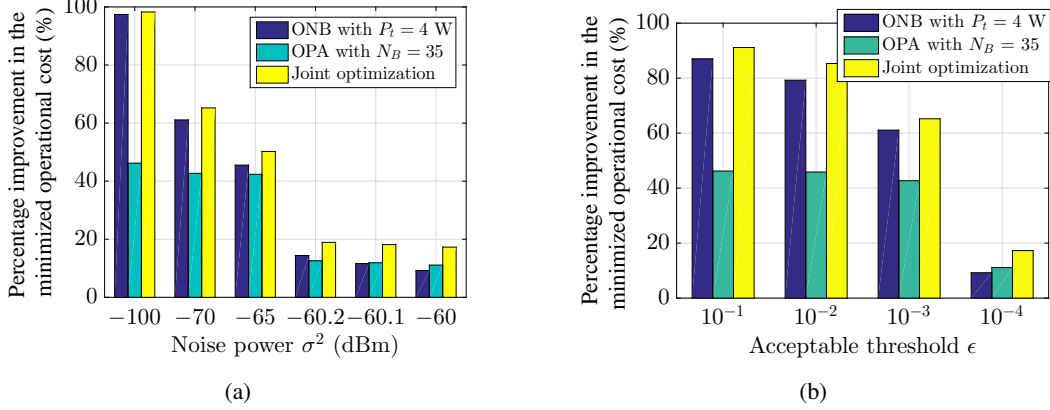 Percentage improvement in the
minimized operational cost (%)
100
80
60
40
20
0
ONB with P_t = 4 W
OPA with N_B = 35
Joint optimization
−100 −70 −65 −60.2 −60.1 −60
Noise power σ² (dBm)
(a)
Percentage improvement in the
minimized operational cost (%)
100
80
60
40
20
0
ONB with P_t = 4 W
OPA with N_B = 35
Joint optimization
10⁻¹ 10⁻² 10⁻³ 10⁻⁴
Acceptable threshold ϵ
(b)